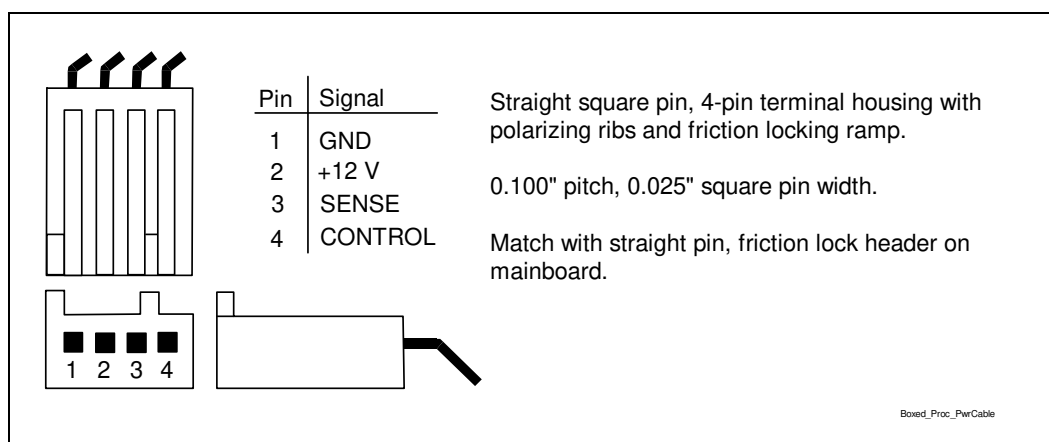 Pin Signal
1 GND
2 +12 V
3 SENSE
4 CONTROL
Straight square pin, 4-pin terminal housing with
polarizing ribs and friction locking ramp.
0.100" pitch, 0.025" square pin width.
Match with straight pin, friction lock header on
mainboard.
1 2 3 4
Boxed_Proc_PwrCable